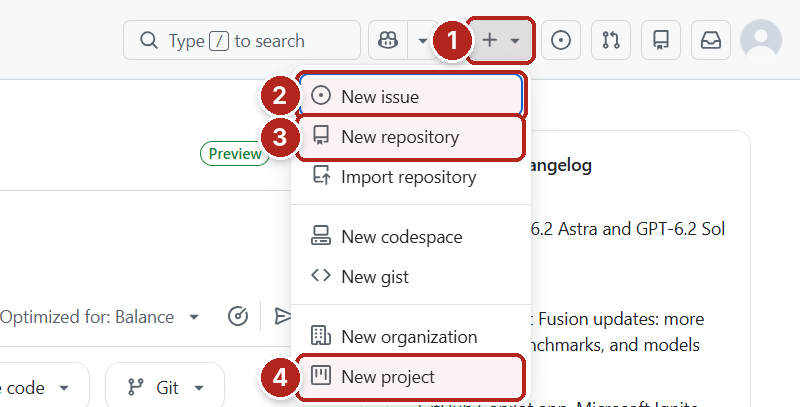 Type / to search
1
2 New issue
3 New repository
Preview
Import repository
angelog
New codespace
6.2 Astra and GPT-6.2 Sol
New gist
Optimized for: Balance
Fusion updates: more
New organization
nchmarks, and models
4 New project
code
Git